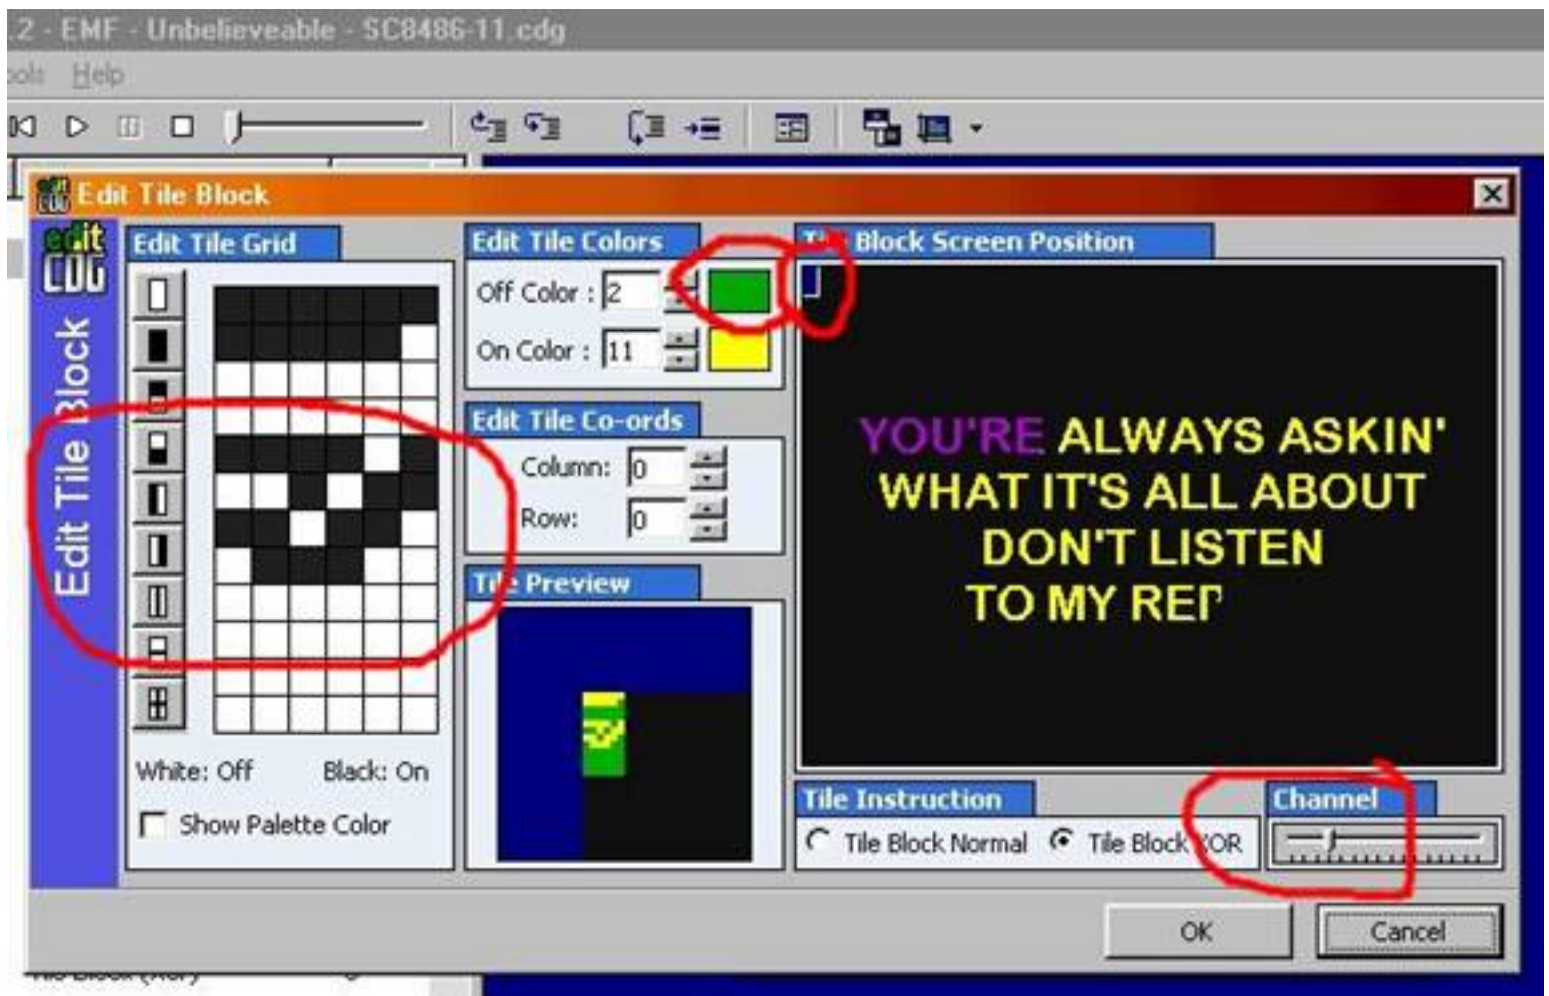 .2 - EMF - Unbelieveable - SC8486-11.cdg
Help
Edit Tile Block
edit
CDG
Edit Tile Block
Edit Tile Grid
White: Off Black: On
Show Palette Color
Edit Tile Colors
Off Color : 2
On Color : 11
Edit Tile Co-ords
Column: 0
Row: 0
Tile Preview
Block Screen Position
YOU'RE ALWAYS ASKIN'
WHAT IT'S ALL ABOUT
DON'T LISTEN
TO MY
Tile Instruction
Tile Block Normal Tile Block XOR
Channel
OK Cancel